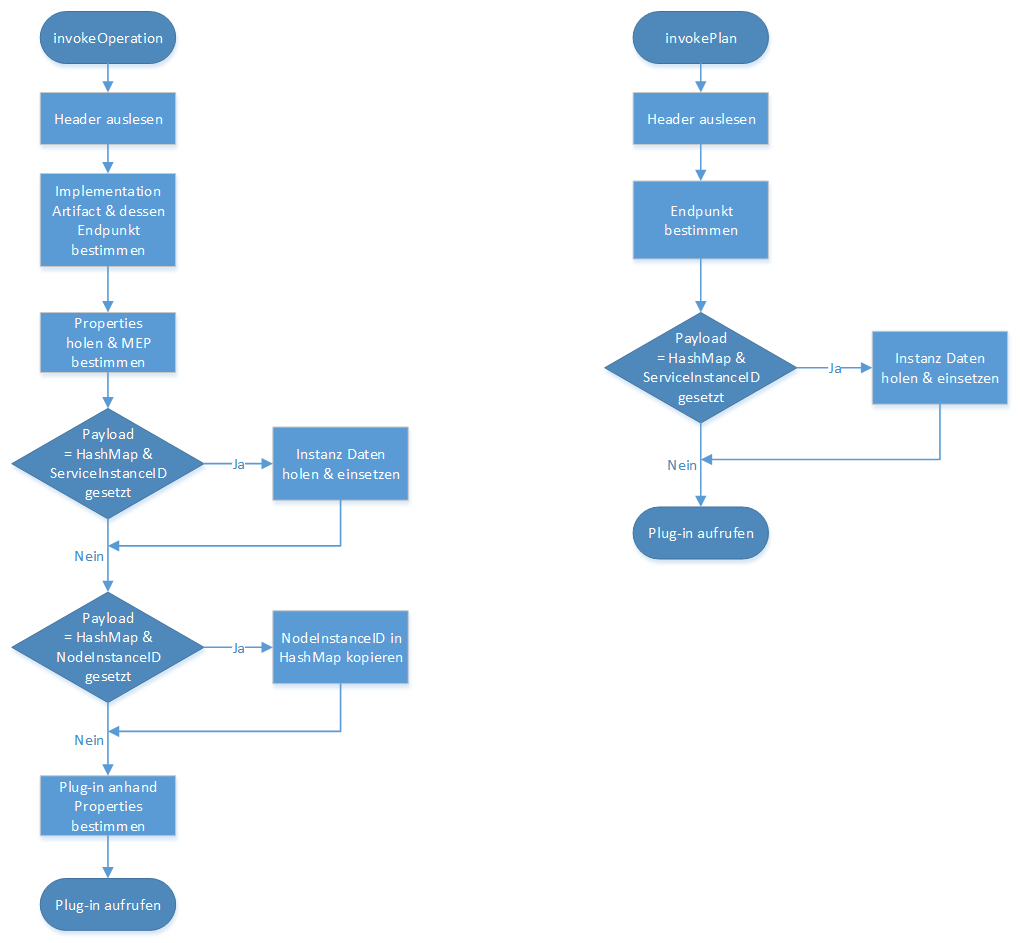 invokeOperation
Header auslesen
Implementation
Artifact & dessen
Endpunkt
bestimmen
Properties
holen & MEP
bestimmen
Payload
= HashMap &
ServiceInstanceID
gesetzt
Ja
Instanz Daten
holen & einsetzen
Nein
Payload
= HashMap &
NodeInstanceID
gesetzt
Ja
NodeInstanceID in
HashMap kopieren
Nein
Plug-in anhand
Properties
bestimmen
Plug-in aufrufen
invokePlan
Header auslesen
Endpunkt
bestimmen
Payload
= HashMap &
ServiceInstanceID
gesetzt
Ja
Instanz Daten
holen & einsetzen
Nein
Plug-in aufrufen